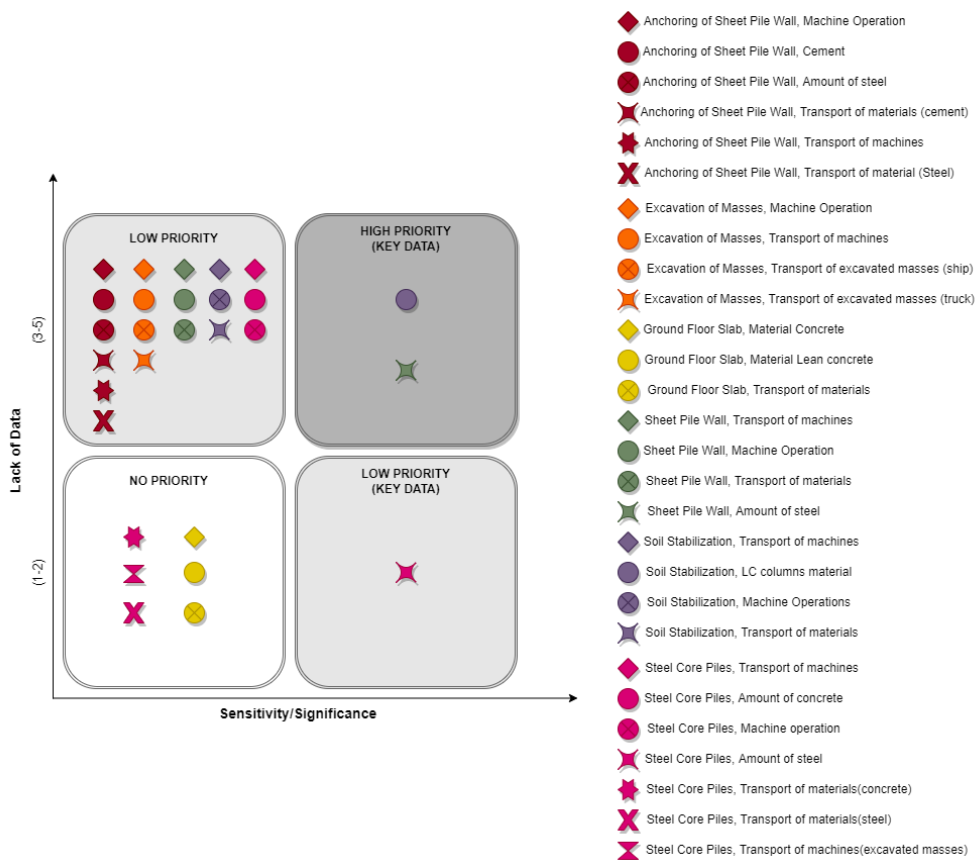 Anchoring of Sheet Pile Wall, Machine Operation
Anchoring of Sheet Pile Wall, Cement
Anchoring of Sheet Pile Wall, Amount of steel
Anchoring of Sheet Pile Wall, Transport of materials (cement)
Anchoring of Sheet Pile Wall, Transport of machines
Anchoring of Sheet Pile Wall, Transport of material (Steel)
Excavation of Masses, Machine Operation
Excavation of Masses, Transport of machines
Excavation of Masses, Transport of excavated masses (ship)
Excavation of Masses, Transport of excavated masses (truck)
Ground Floor Slab, Material Concrete
Ground Floor Slab, Material Lean concrete
Ground Floor Slab, Transport of materials
Sheet Pile Wall, Transport of machines
Sheet Pile Wall, Machine Operation
Sheet Pile Wall, Transport of materials
Sheet Pile Wall, Amount of steel
Soil Stabilization, Transport of machines
Soil Stabilization, LC columns material
Soil Stabilization, Machine Operations
Soil Stabilization, Transport of materials
Steel Core Piles, Transport of machines
Steel Core Piles, Amount of concrete
Steel Core Piles, Machine operation
Steel Core Piles, Amount of steel
Steel Core Piles, Transport of materials(concrete)
Steel Core Piles, Transport of materials(steel)
Steel Core Piles, Transport of machines(excavated masses)
LOW PRIORITY
HIGH PRIORITY
(KEY DATA)
NO PRIORITY
LOW PRIORITY
(KEY DATA)
(3-5)
Lack of Data
(1-2)
Sensitivity/Significance